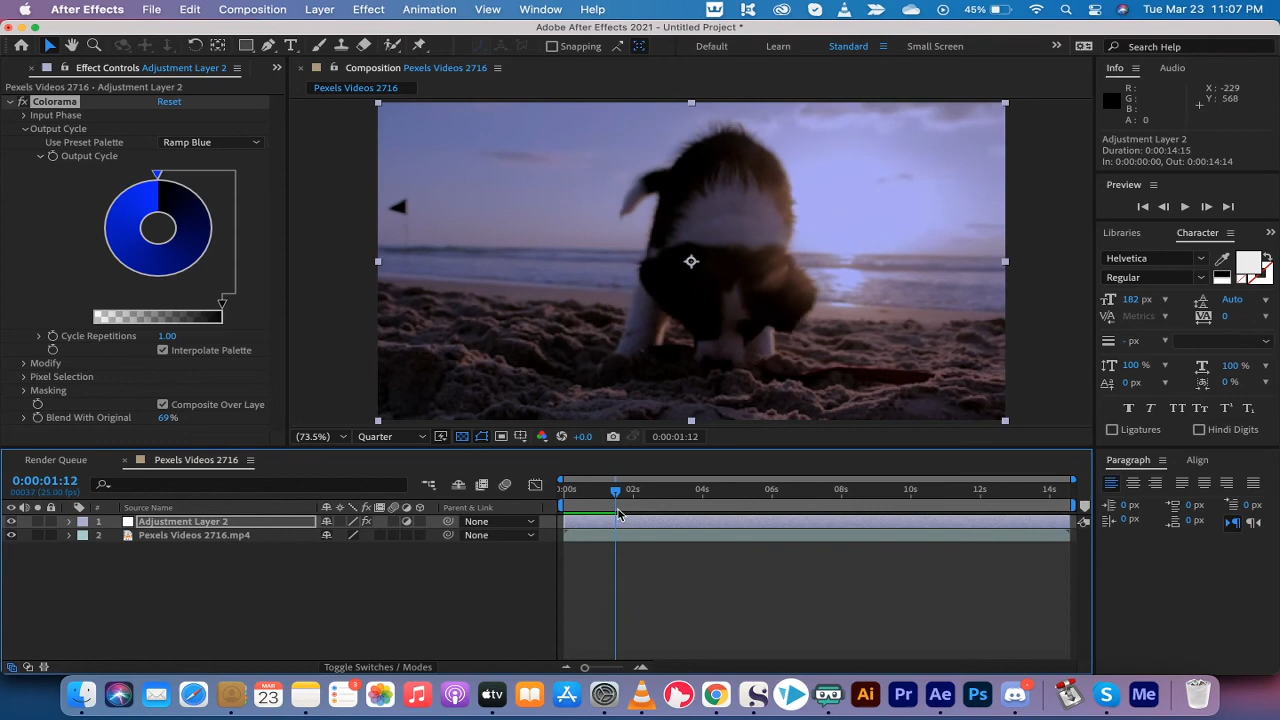 After Effects File Edit Composition Layer Effect Animation View Window Help 45% Tue Mar 23 11:07 PM
Adobe After Effects 2021 - Untitled Project *
Snapping Default Learn Standard Small Screen Search Help
Effect Controls Adjustment Layer 2 Composition Pexels Videos 2716 Info Audio
Pexels Videos 2716 • Adjustment Layer 2 Pexels Videos 2716
fx Colorama Reset
Input Phase
Output Cycle
Use Preset Palette Ramp Blue
Output Cycle
Cycle Repetitions 1.00
Interpolate Palette
Modify
Pixel Selection
Masking
Composite Over Laye
Blend With Original 69%
(73.5%) Quarter +0.0 0:00:01:12
R :
G :
B :
A : 0
X : -229
Y : 568
Adjustment Layer 2
Duration: 0:00:14:15
In: 0:00:00:00, Out: 0:00:14:14
Preview
Libraries Character
Helvetica
Regular
182 px Auto
Metrics 0
- px
100 % 100 %
0 px 0 %
T T TT Tr T¹ T₁
Ligatures Hindi Digits
Paragraph Align
0 px 0 px 0 px
0 px 0 px
Render Queue Pexels Videos 2716
0:00:01:12
00037 (25.00 fps)
:00s 02s 04s 06s 08s 10s 12s 14s
# Source Name Parent & Link
1 Adjustment Layer 2 fx None
2 Pexels Videos 2716.mp4 None
Toggle Switches / Modes
MAR
23
3
tv
Ai Pr Ae Ps S Me